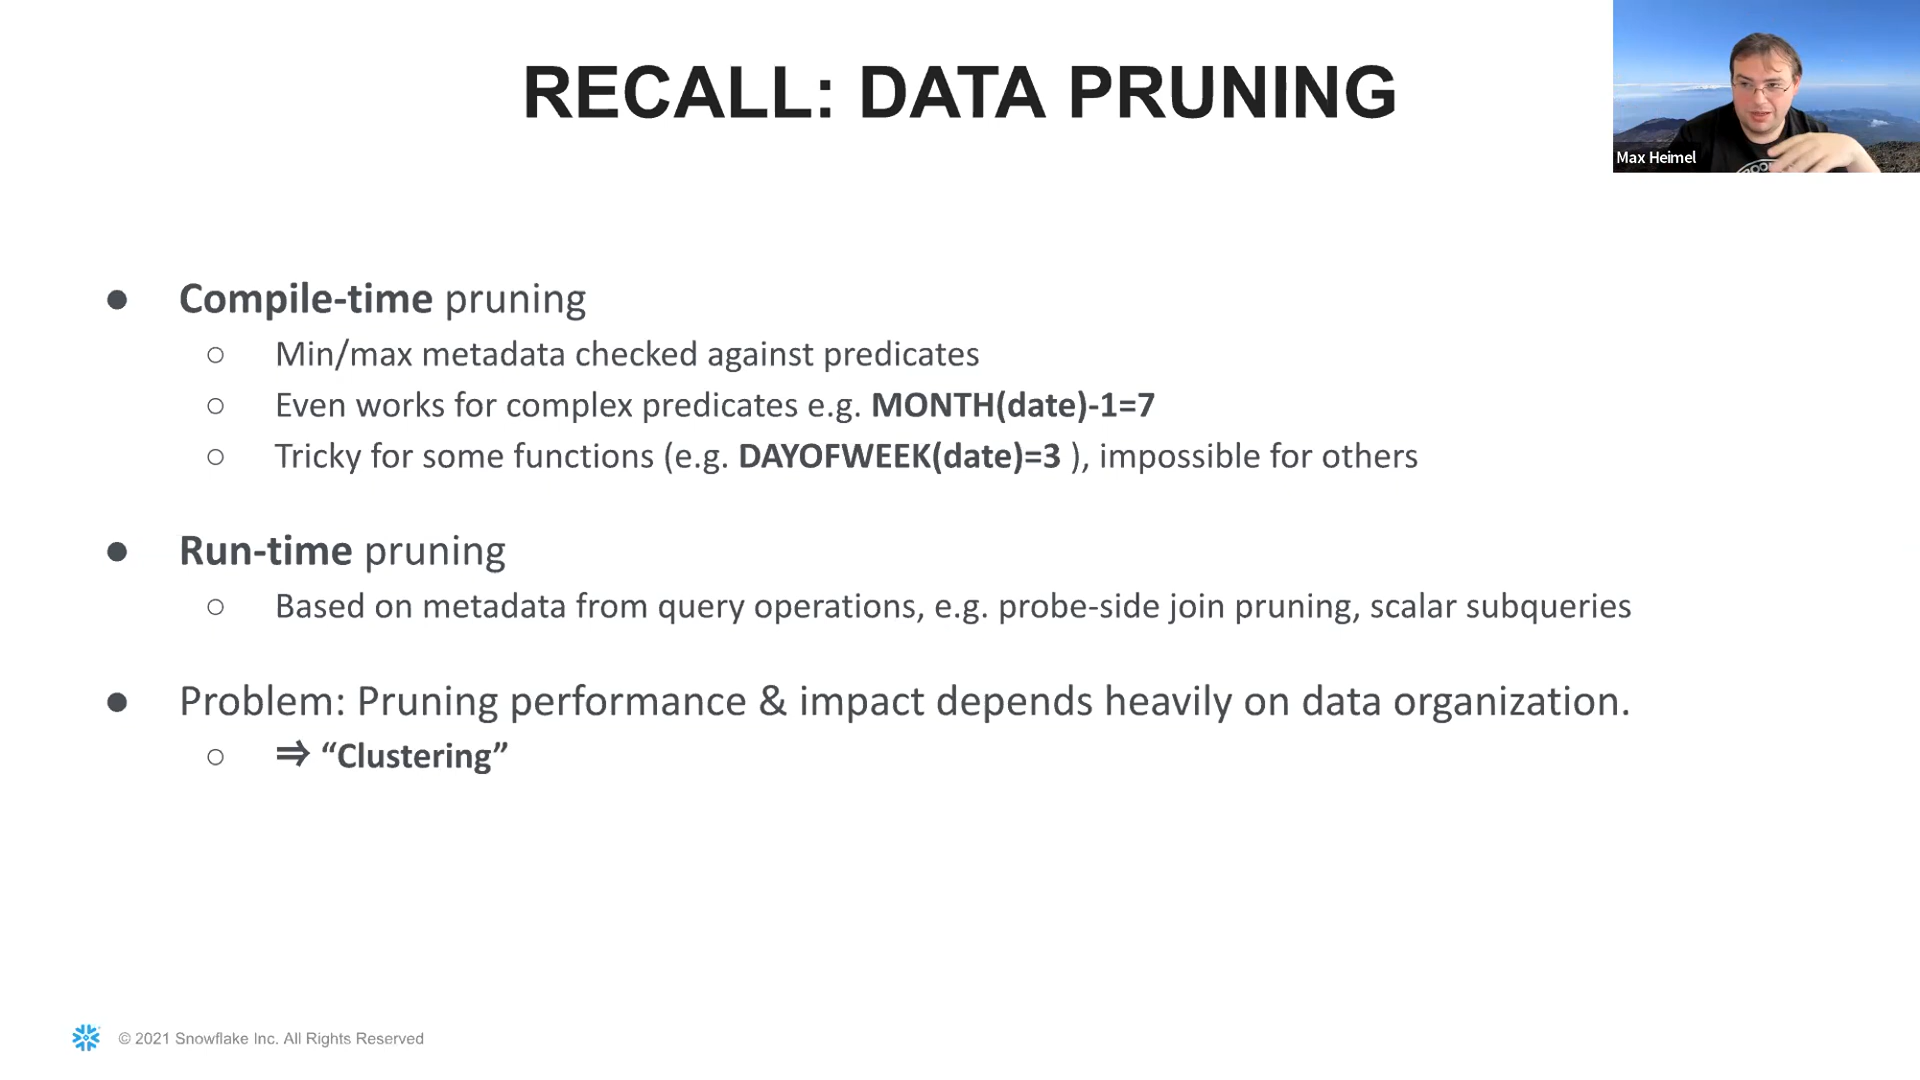 RECALL: DATA PRUNING
Max Heimel
● Compile-time pruning
○ Min/max metadata checked against predicates
○ Even works for complex predicates e.g. MONTH(date)-1=7
○ Tricky for some functions (e.g. DAYOFWEEK(date)=3 ), impossible for others
● Run-time pruning
○ Based on metadata from query operations, e.g. probe-side join pruning, scalar subqueries
● Problem: Pruning performance & impact depends heavily on data organization.
○ ⇒ “Clustering”
© 2021 Snowflake Inc. All Rights Reserved